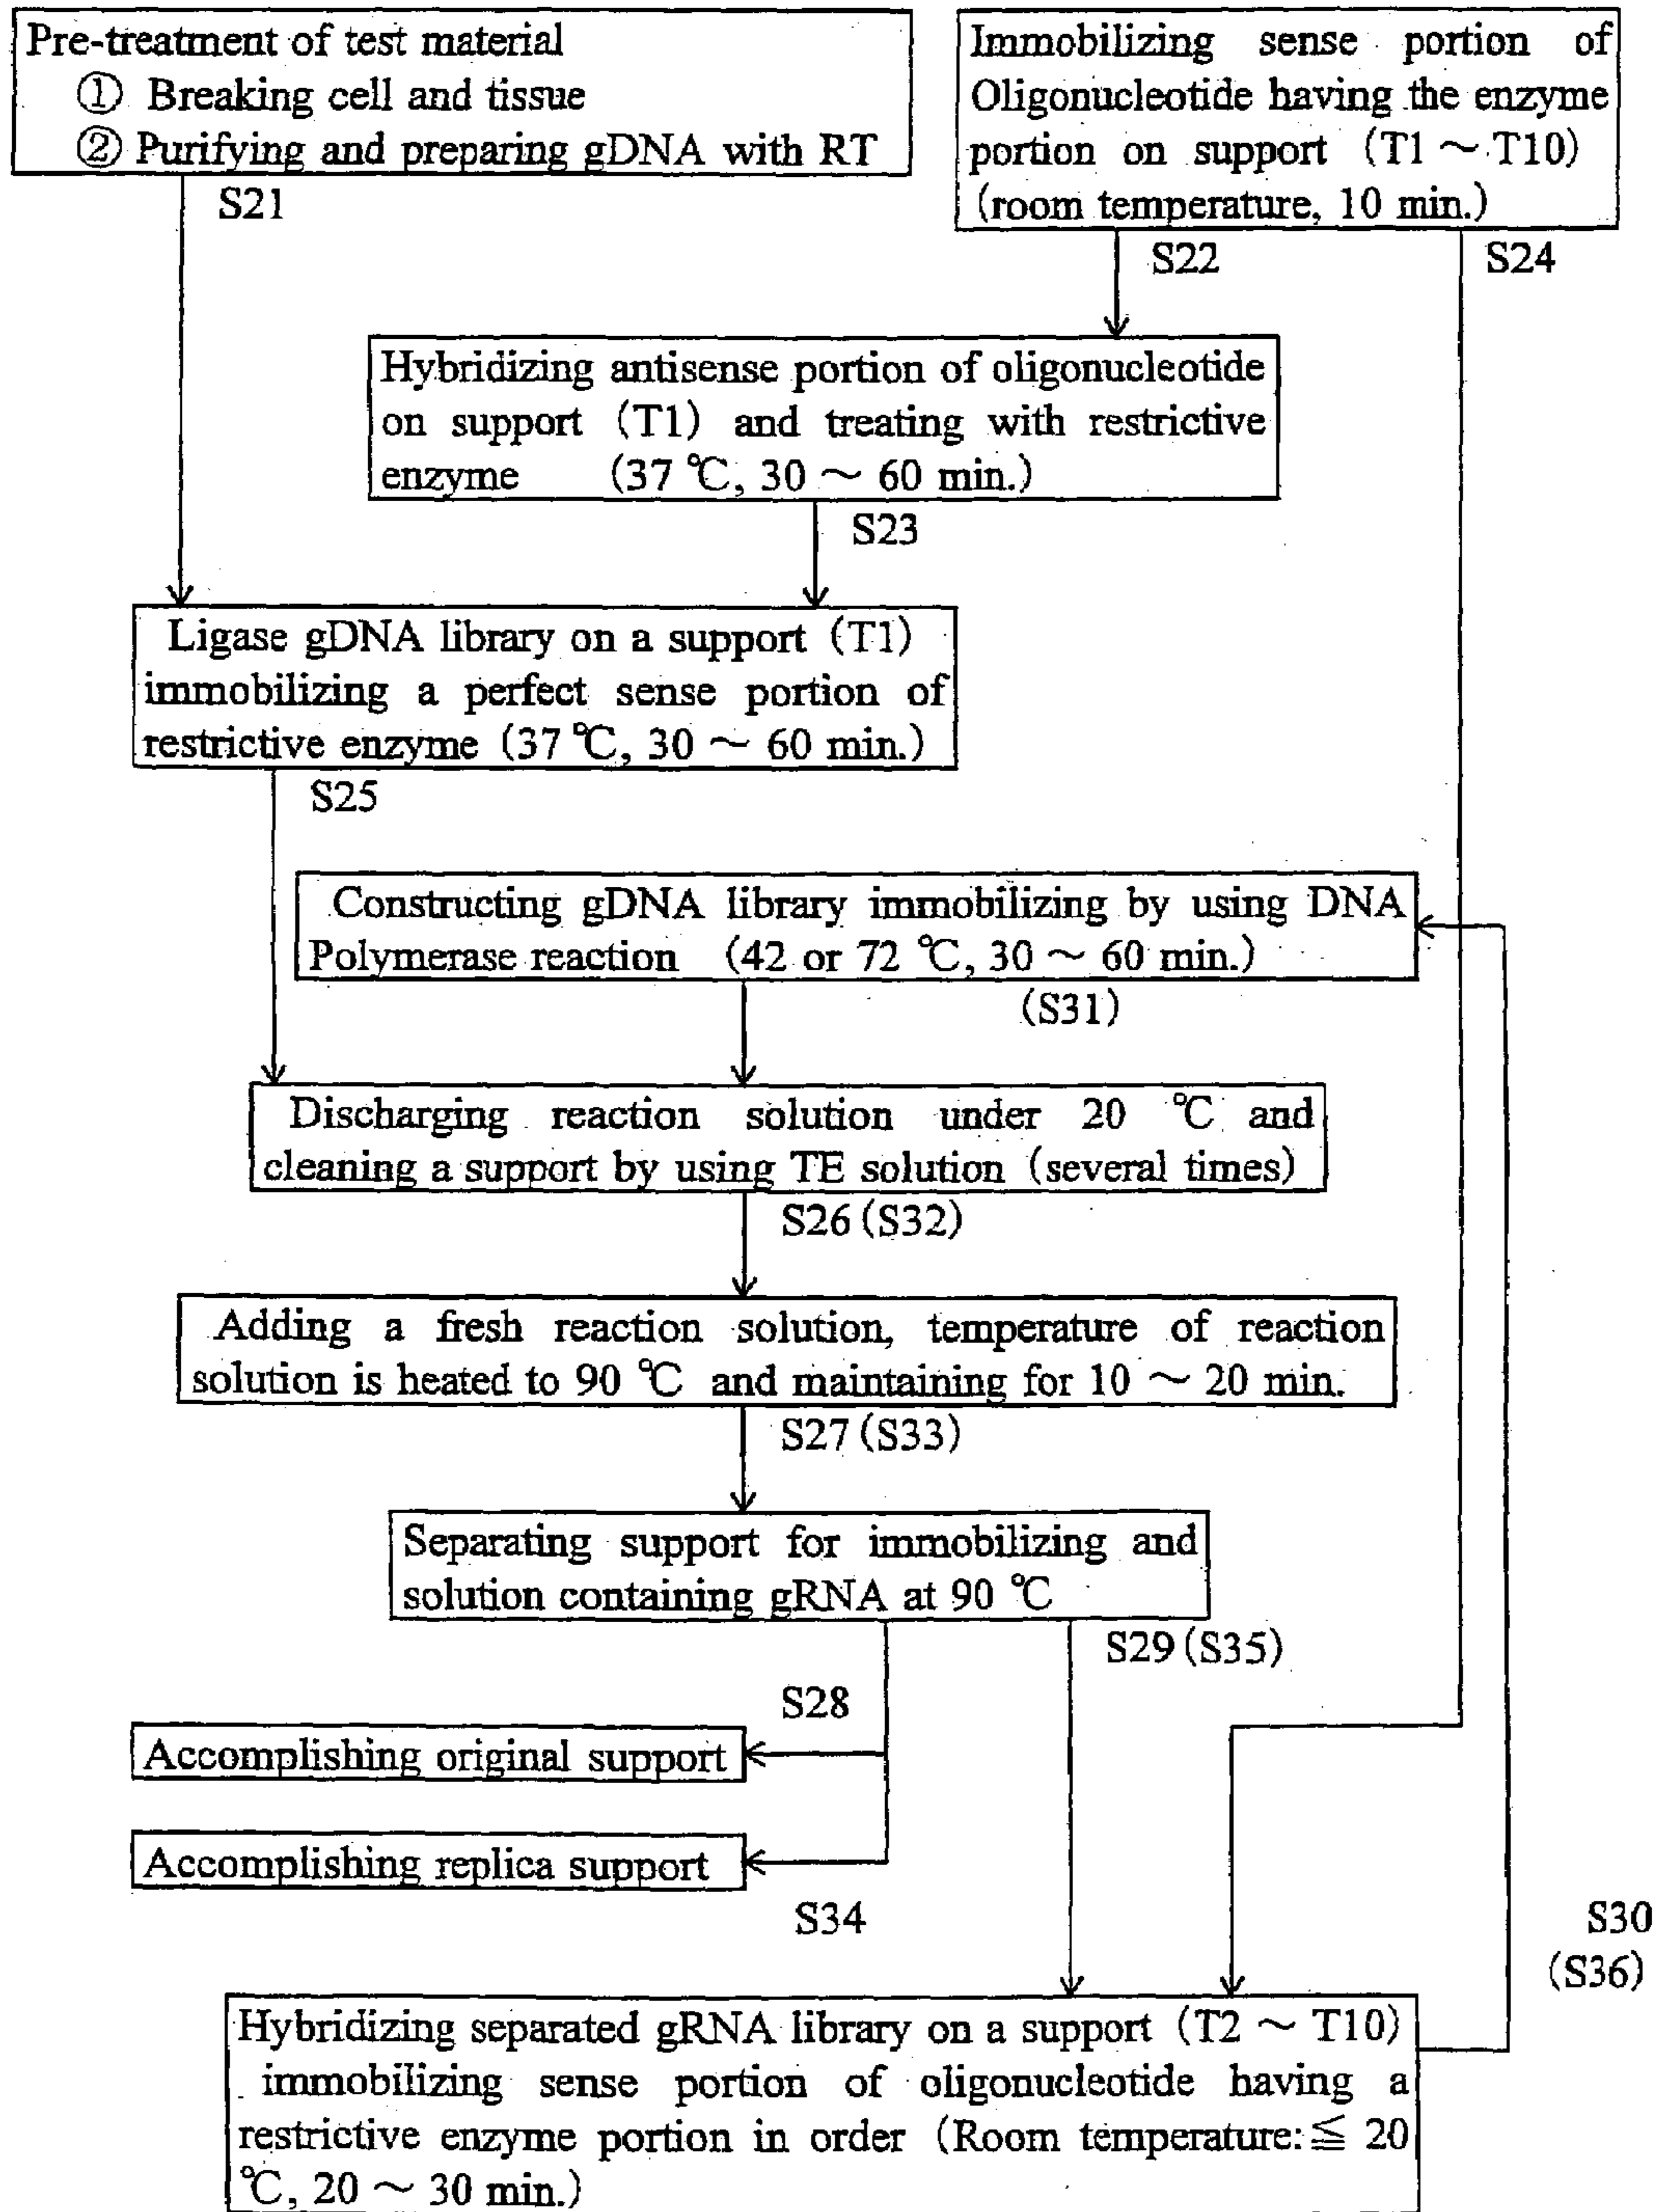 Pre-treatment of test material
① Breaking cell and tissue
② Purifying and preparing gDNA with RT
S21
Immobilizing sense portion of
Oligonucleotide having the enzyme
portion on support (T1 ～ T10)
(room temperature, 10 min.)
S22
S24
Hybridizing antisense portion of oligonucleotide
on support (T1) and treating with restrictive
enzyme (37 ℃, 30 ～ 60 min.)
S23
Ligase gDNA library on a support (T1)
immobilizing a perfect sense portion of
restrictive enzyme (37 ℃, 30 ～ 60 min.)
S25
Constructing gDNA library immobilizing by using DNA
Polymerase reaction (42 or 72 ℃, 30 ～ 60 min.)
(S31)
Discharging reaction solution under 20 ℃ and
cleaning a support by using TE solution (several times)
S26 (S32)
Adding a fresh reaction solution, temperature of reaction
solution is heated to 90 ℃ and maintaining for 10 ～ 20 min.
S27 (S33)
Separating support for immobilizing and
solution containing gRNA at 90 ℃
S29 (S35)
S28
Accomplishing original support
Accomplishing replica support
S34
S30
(S36)
Hybridizing separated gRNA library on a support (T2 ～ T10)
immobilizing sense portion of oligonucleotide having a
restrictive enzyme portion in order (Room temperature:≦ 20
℃, 20 ～ 30 min.)